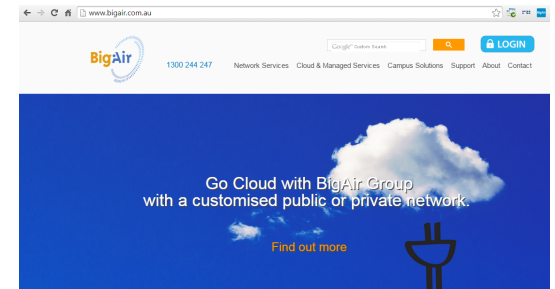 www.bigair.com.au
BigAir
1300 244 247
Google™ Custom Search
LOGIN
Network Services Cloud & Managed Services Campus Solutions Support About Contact
Go Cloud with BigAir Group
with a customised public or private network.
Find out more